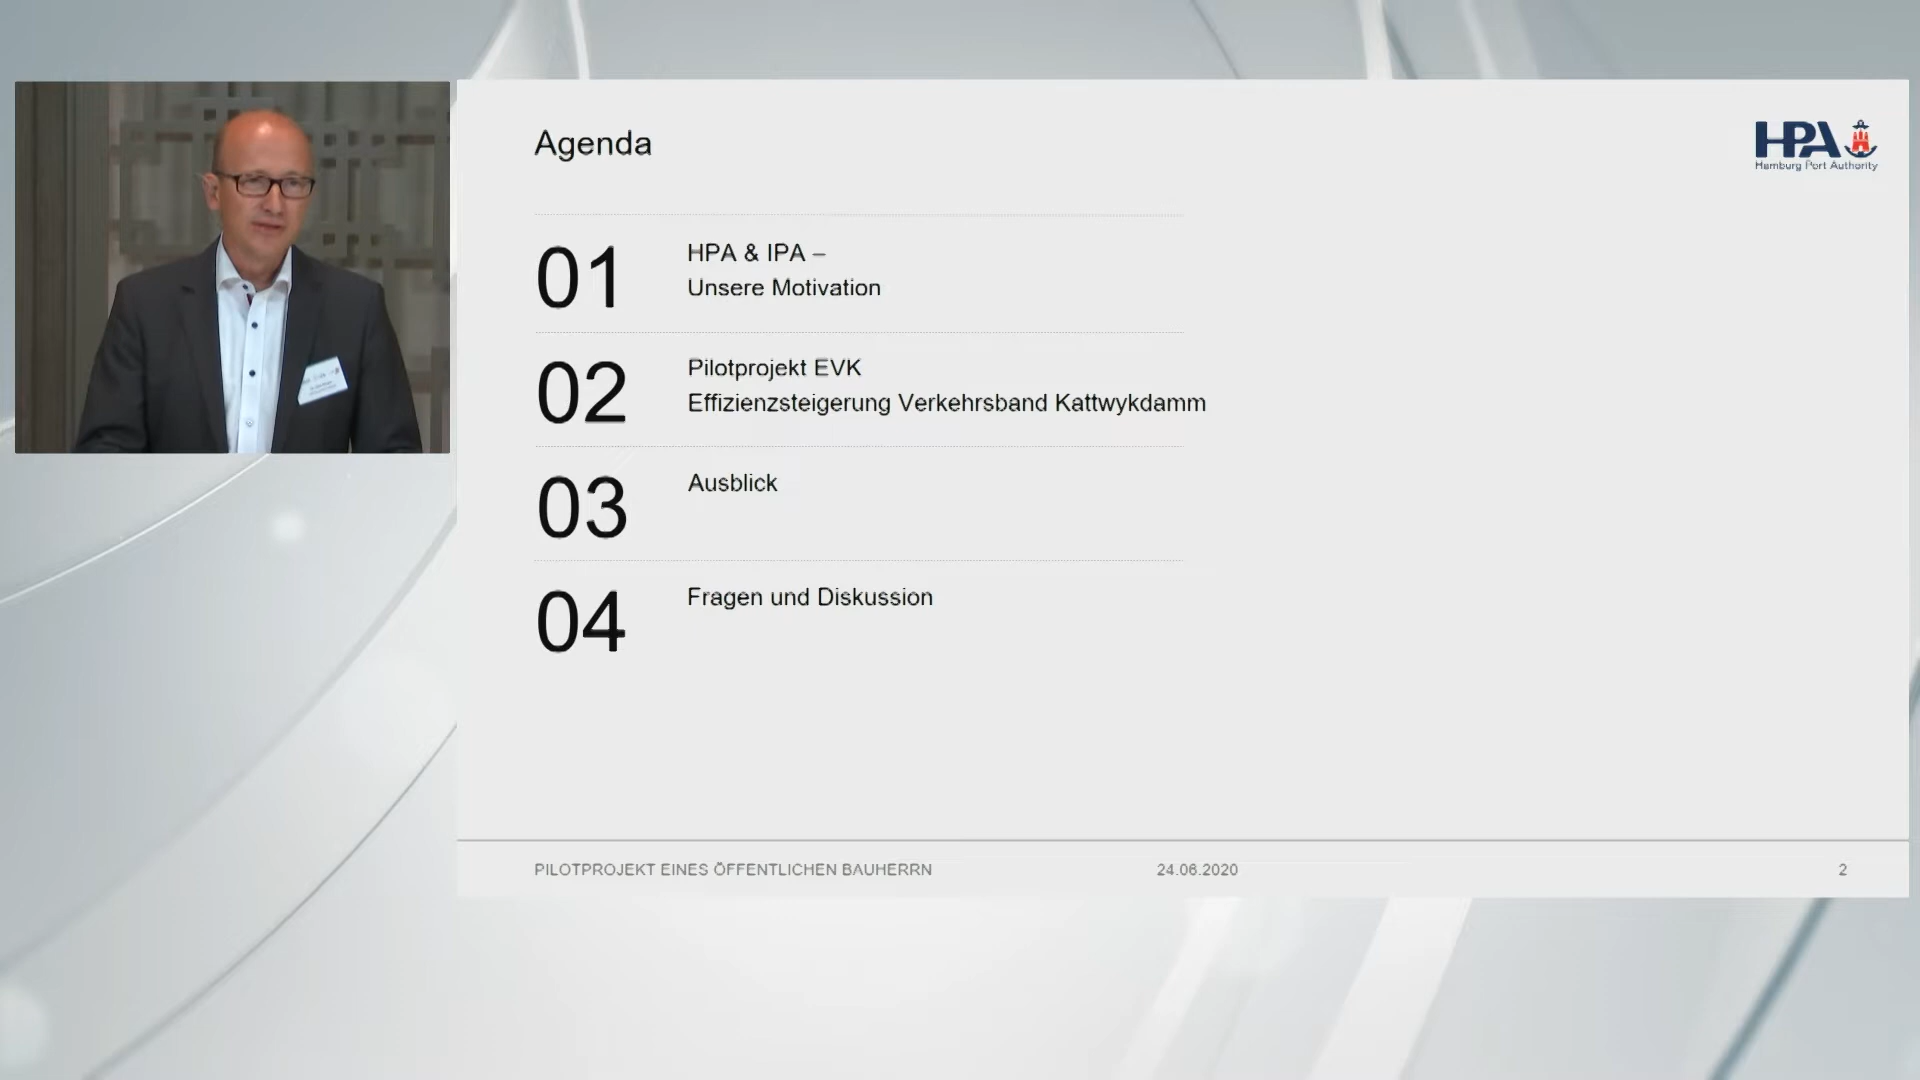 Agenda
HPA
Hamburg Port Authority
01
HPA & IPA –
Unsere Motivation
02
Pilotprojekt EVK
Effizienzsteigerung Verkehrsband Kattwykdamm
03
Ausblick
04
Fragen und Diskussion
PILOTPROJEKT EINES ÖFFENTLICHEN BAUHERRN
24.06.2020
2